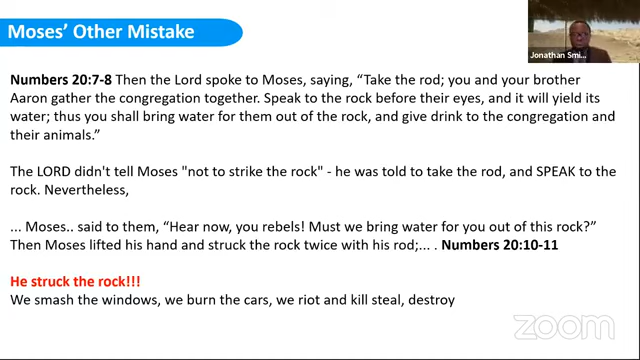 Moses’ Other Mistake
Jonathan Smi...
Numbers 20:7-8 Then the Lord spoke to Moses, saying, “Take the rod; you and your brother
Aaron gather the congregation together. Speak to the rock before their eyes, and it will yield its
water; thus you shall bring water for them out of the rock, and give drink to the congregation and
their animals.”
The LORD didn't tell Moses "not to strike the rock" - he was told to take the rod, and SPEAK to the
rock. Nevertheless,
... Moses.. said to them, “Hear now, you rebels! Must we bring water for you out of this rock?”
Then Moses lifted his hand and struck the rock twice with his rod;... . Numbers 20:10-11
He struck the rock!!!
We smash the windows, we burn the cars, we riot and kill steal, destroy
zoom